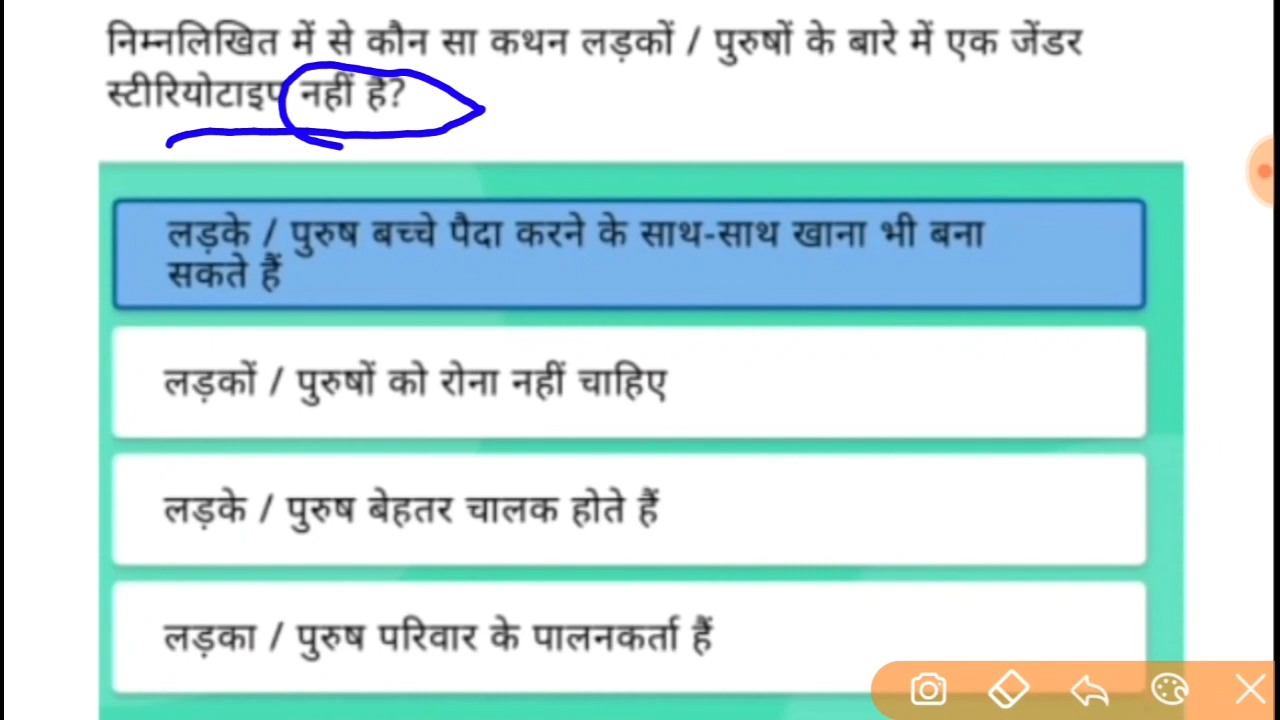 निम्नलिखित में से कौन सा कथन लड़कों / पुरुषों के बारे में एक जेंडर
स्टीरियोटाइप नहीं है?
लड़के / पुरुष बच्चे पैदा करने के साथ-साथ खाना भी बना
सकते हैं
लड़कों / पुरुषों को रोना नहीं चाहिए
लड़के / पुरुष बेहतर चालक होते हैं
लड़का / पुरुष परिवार के पालनकर्ता हैं